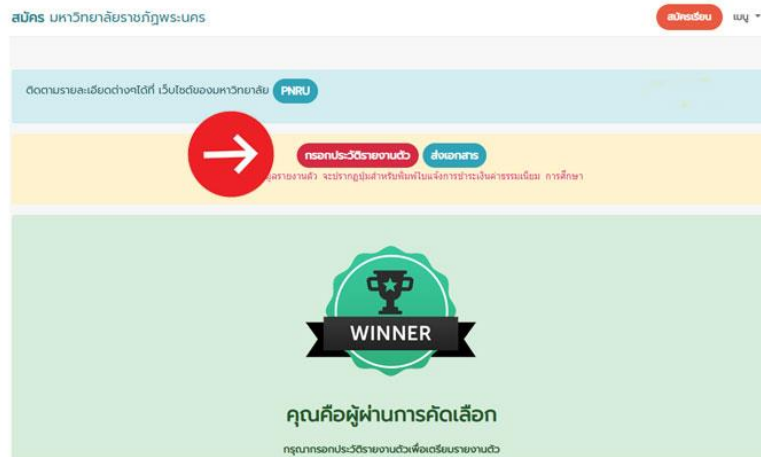 สมัคร มหาวิทยาลัยราชภัฏพระนคร
สมัครเรียน เมนู
ติดตามรายละเอียดต่างๆได้ที่ เว็บไซต์ของมหาวิทยาลัย PNRU
กรอกประวัติรายงานตัว ส่งเอกสาร
รายงานตัว จะปรากฏปุ่มสำหรับพิมพ์ใบแจ้งการชำระเงินค่าธรรมเนียม การศึกษา
WINNER
คุณคือผู้ผ่านการคัดเลือก
กรุณากรอกประวัติรายงานตัวเพื่อเตรียมรายงานตัว